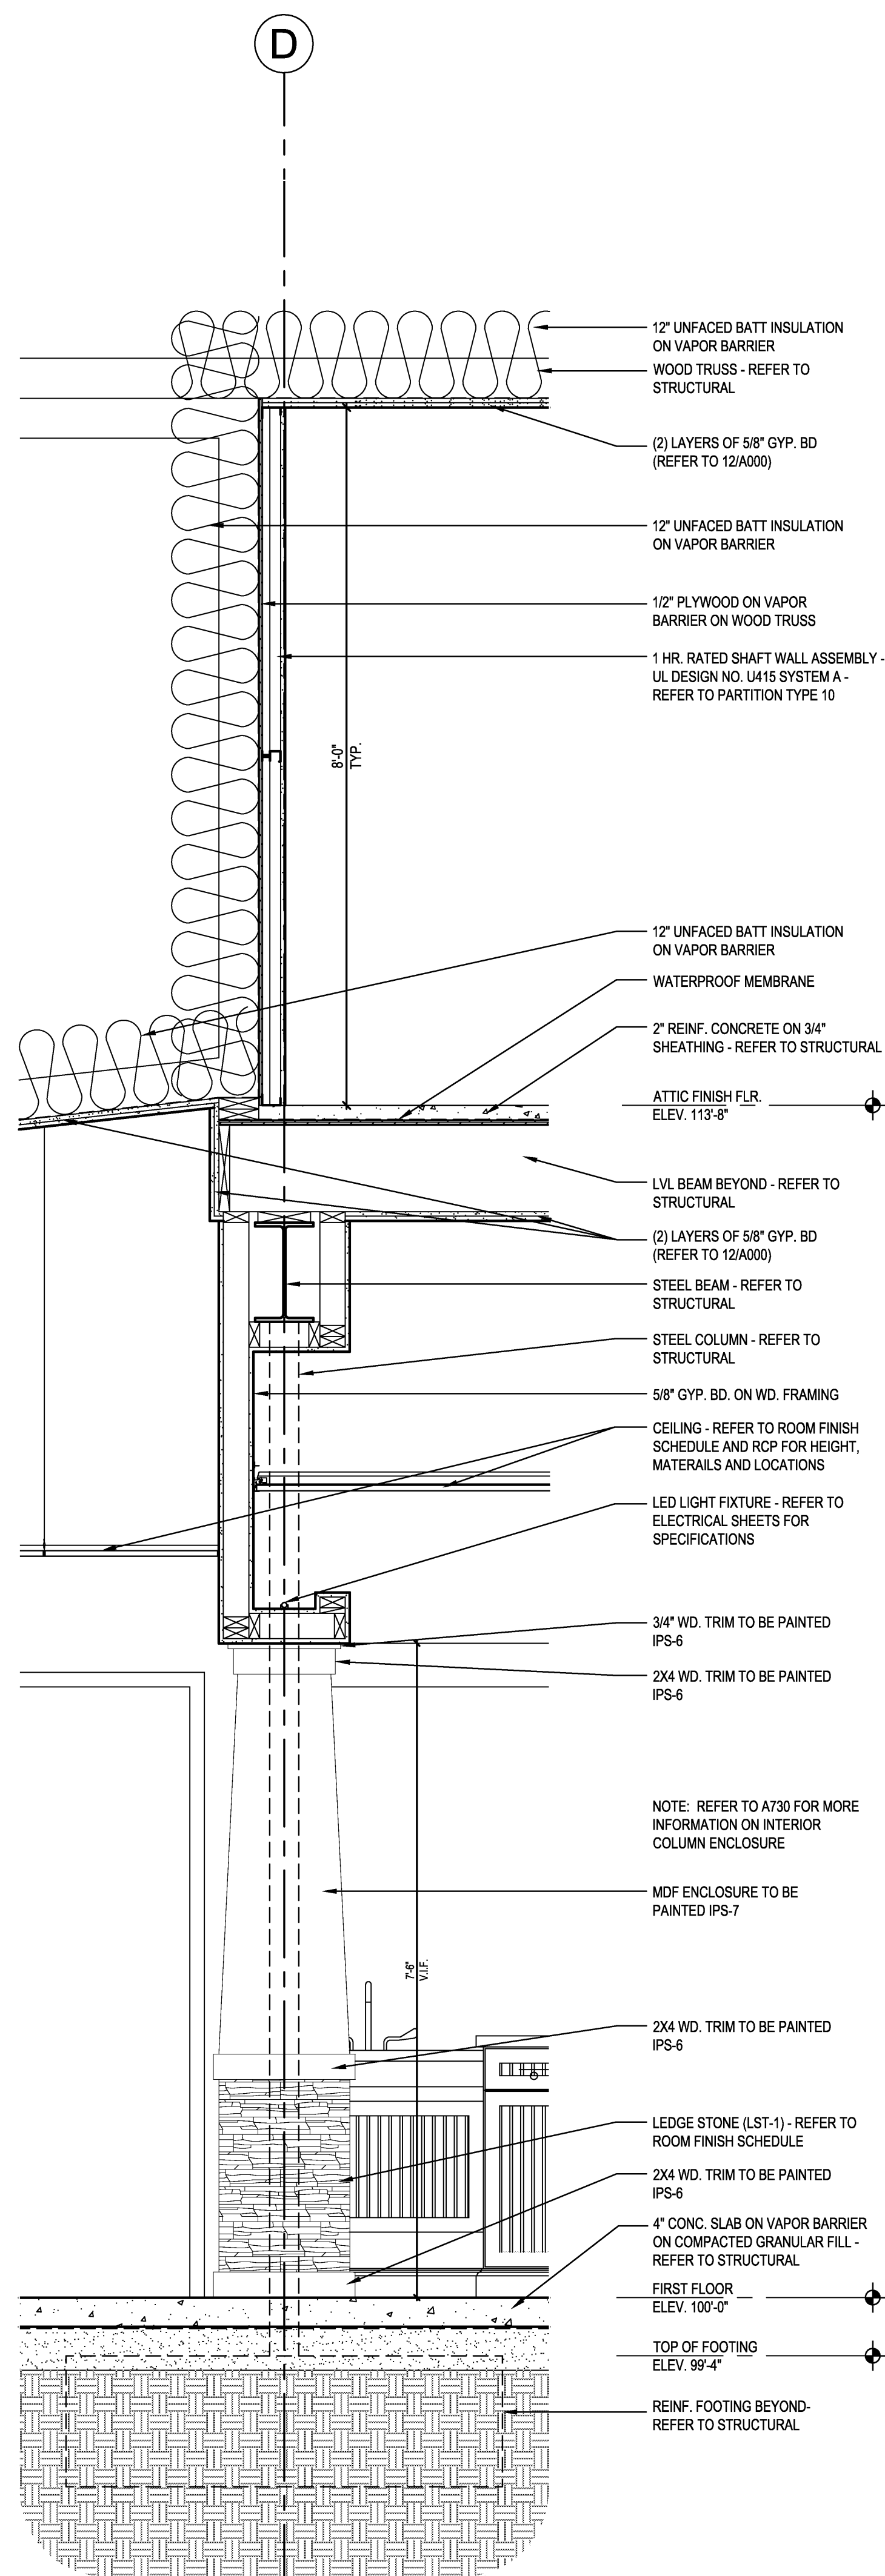 D
12" UNFACED BATT INSULATION
ON VAPOR BARRIER
WOOD TRUSS - REFER TO
STRUCTURAL
(2) LAYERS OF 5/8" GYP. BD
(REFER TO 12/A000)
12" UNFACED BATT INSULATION
ON VAPOR BARRIER
1/2" PLYWOOD ON VAPOR
BARRIER ON WOOD TRUSS
1 HR. RATED SHAFT WALL ASSEMBLY -
UL DESIGN NO. U415 SYSTEM A -
REFER TO PARTITION TYPE 10
8'-0"
TYP.
12" UNFACED BATT INSULATION
ON VAPOR BARRIER
WATERPROOF MEMBRANE
2" REINF. CONCRETE ON 3/4"
SHEATHING - REFER TO STRUCTURAL
ATTIC FINISH FLR.
ELEV. 113'-8"
LVL BEAM BEYOND - REFER TO
STRUCTURAL
(2) LAYERS OF 5/8" GYP. BD
(REFER TO 12/A000)
STEEL BEAM - REFER TO
STRUCTURAL
STEEL COLUMN - REFER TO
STRUCTURAL
5/8" GYP. BD. ON WD. FRAMING
CEILING - REFER TO ROOM FINISH
SCHEDULE AND RCP FOR HEIGHT,
MATERAILS AND LOCATIONS
LED LIGHT FIXTURE - REFER TO
ELECTRICAL SHEETS FOR
SPECIFICATIONS
3/4" WD. TRIM TO BE PAINTED
IPS-6
2X4 WD. TRIM TO BE PAINTED
IPS-6
NOTE: REFER TO A730 FOR MORE
INFORMATION ON INTERIOR
COLUMN ENCLOSURE
MDF ENCLOSURE TO BE
PAINTED IPS-7
7'-6"
V.I.F.
2X4 WD. TRIM TO BE PAINTED
IPS-6
LEDGE STONE (LST-1) - REFER TO
ROOM FINISH SCHEDULE
2X4 WD. TRIM TO BE PAINTED
IPS-6
4" CONC. SLAB ON VAPOR BARRIER
ON COMPACTED GRANULAR FILL -
REFER TO STRUCTURAL
FIRST FLOOR
ELEV. 100'-0"
TOP OF FOOTING
ELEV. 99'-4"
REINF. FOOTING BEYOND-
REFER TO STRUCTURAL